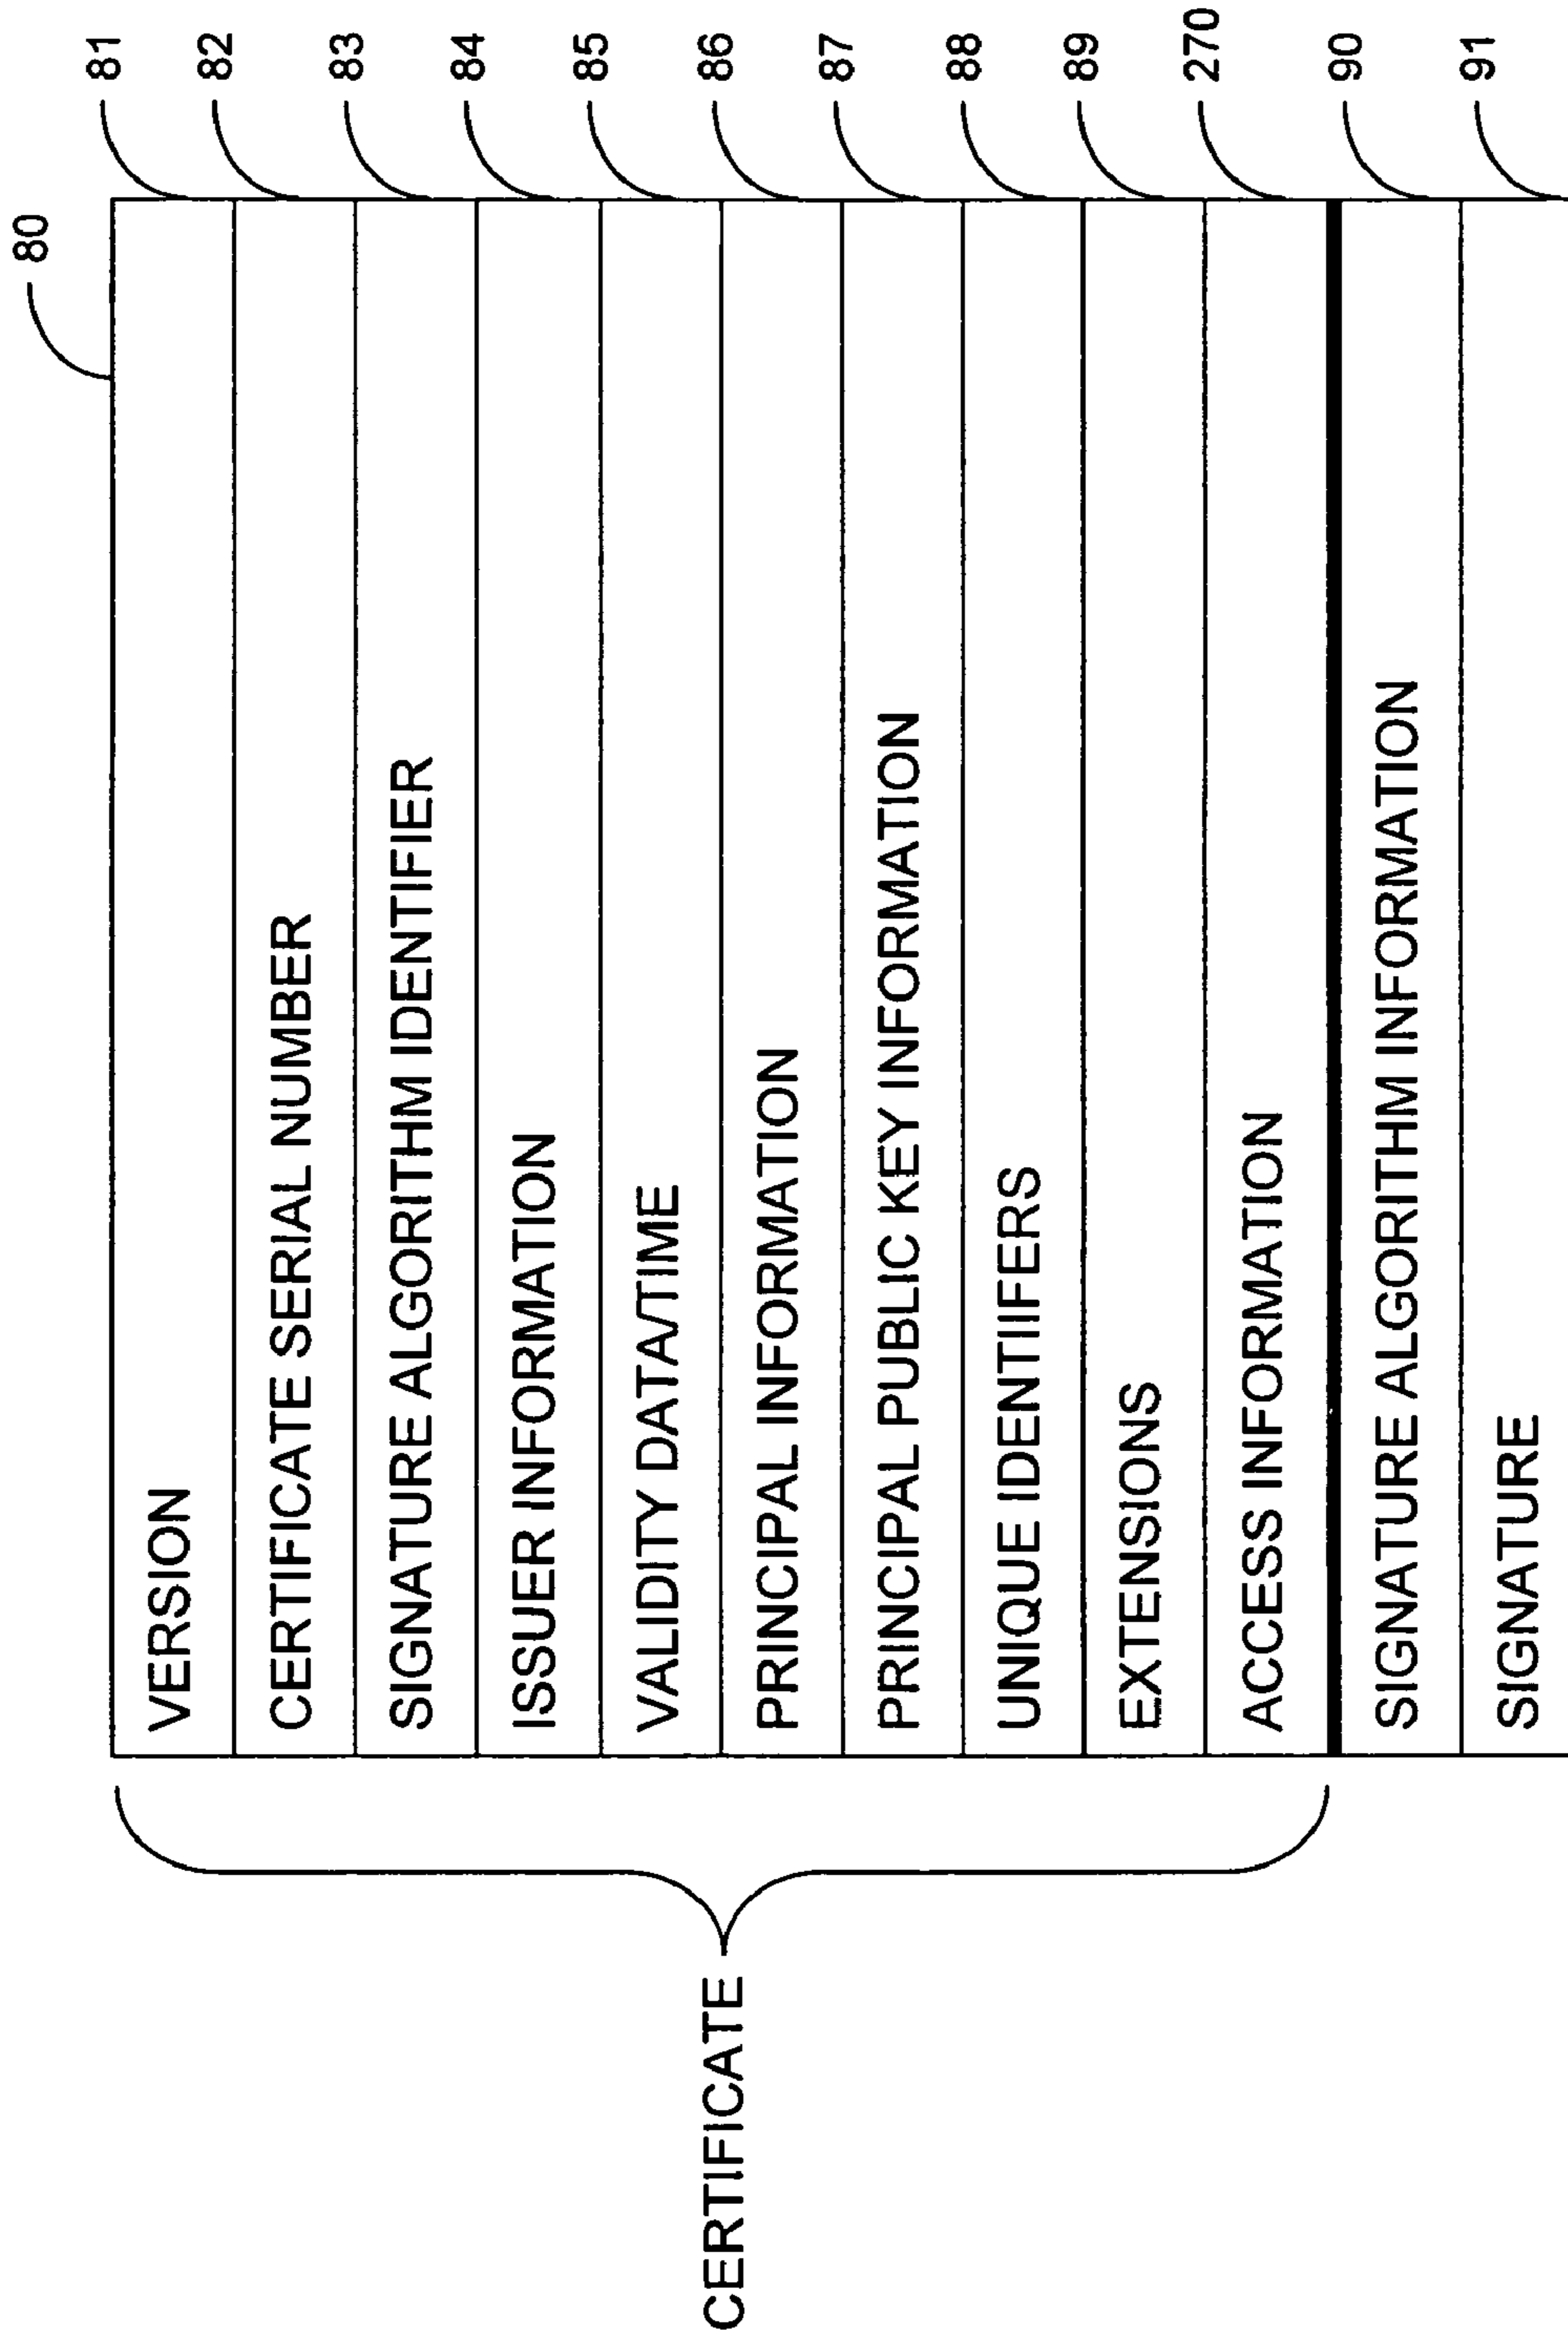 80
VERSION 81
CERTIFICATE SERIAL NUMBER 82
SIGNATURE ALGORITHM IDENTIFIER 83
ISSUER INFORMATION 84
VALIDITY DATA/TIME 85
PRINCIPAL INFORMATION 86
PRINCIPAL PUBLIC KEY INFORMATION 87
UNIQUE IDENTIIFERS 88
EXTENSIONS 89
ACCESS INFORMATION 270
SIGNATURE ALGORITHM INFORMATION 90
SIGNATURE 91
CERTIFICATE